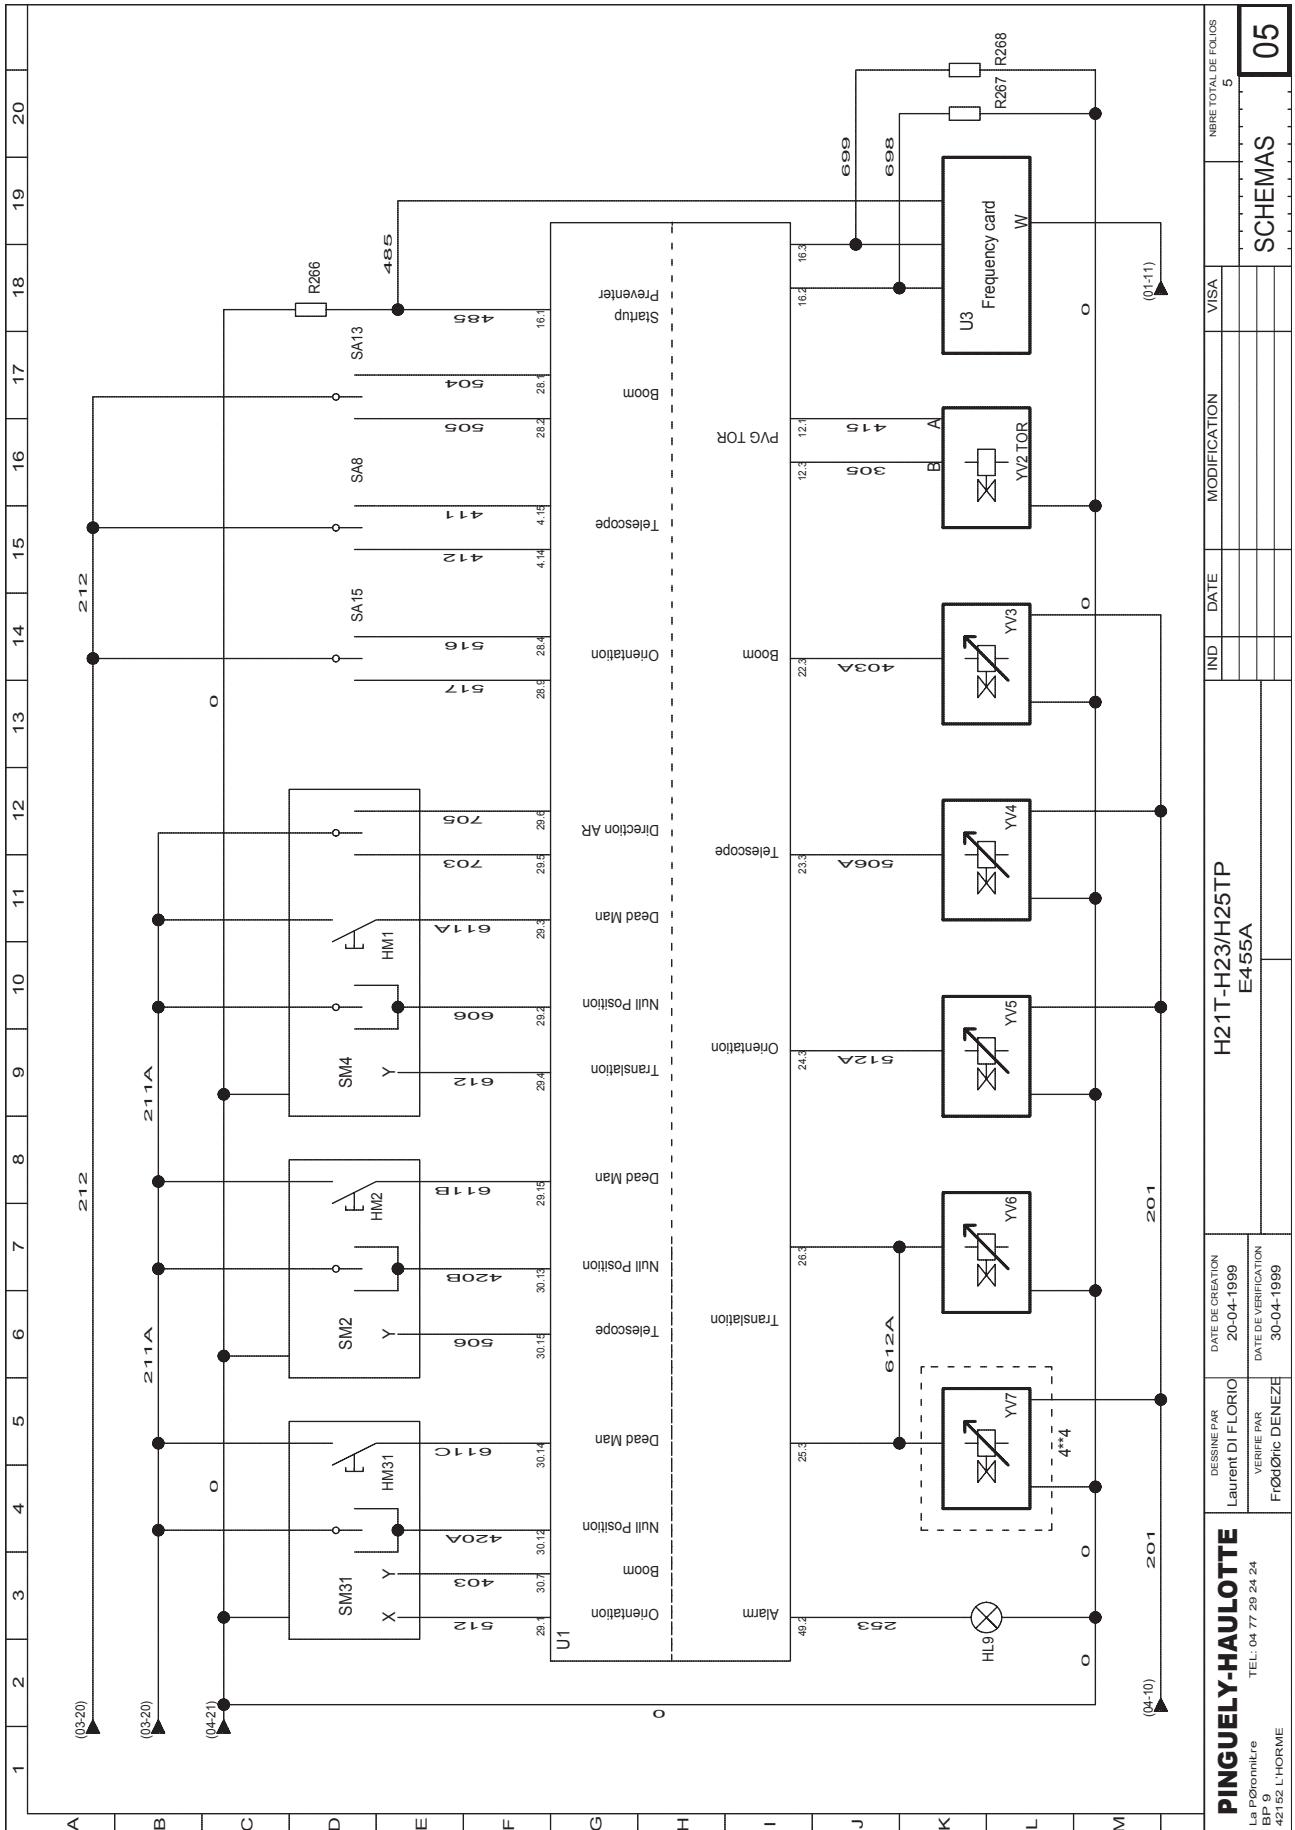 1 2 3 4 5 6 7 8 9 10 11 12 13 14 15 16 17 18 19 20
A
B
C
D
E
F
G
H
I
J
K
L
M
(03-20) 212 212
(03-20) 211A 211A
(04-21) 0 0
SM31 HM31 SM2 HM2 SM4 HM1 SA15 SA8 SA13 R266
X Y Y Y
512 403 420A 611C 506 420B 611B 612 606 611A 703 705 517 516 412 411 505 504 485 485
29.1 30.7 30.12 30.14 30.15 30.13 29.15 29.4 29.2 29.3 29.5 29.6 28.9 28.4 4.14 4.15 28.2 28.1 16.1
U1
Orientation
Boom
Null Position
Dead Man
Telescope
Null Position
Dead Man
Translation
Null Position
Dead Man
Direction AR
Orientation
Telescope
Boom
Startup
Preventer
0
Alarm
Translation
Orientation
Telescope
Boom
PVG TOR
49.2 25.3 26.3 24.3 23.3 22.3 12.3 12.1 16.2 16.3
253 612A 512A 506A 403A 305 415 698 699
B A
HL9 YV7 YV6 YV5 YV4 YV3 YV2 TOR
4**4
U3
Frequency card
W
R267 R268
0 0 0 0
(04-10) 201 201
(01-11)
PINGUELY-HAULOTTE
La PØronniŁre
BP 9
42152 L'HORME
TEL: 04 77 29 24 24
DESSINE PAR
Laurent DI FLORIO
VERIFIE PAR
FrØdØric DENEZE
DATE DE CREATION
20-04-1999
DATE DE VERIFICATION
30-04-1999
H21T-H23/H25TP
E455A
IND DATE MODIFICATION VISA
NBRE TOTAL DE FOLIOS
5
SCHEMAS
05